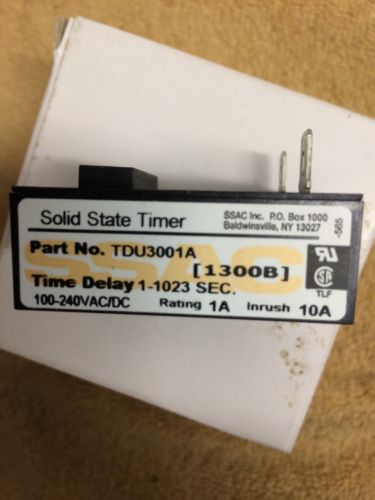 Solid State Timer
SSAC Inc. P.O. Box 1000
Baldwinsville, NY 13027
-565
SSAC
Part No. TDU3001A
[1300B]
Time Delay 1-1023 SEC.
100-240VAC/DC Rating 1A Inrush 10A
TLF